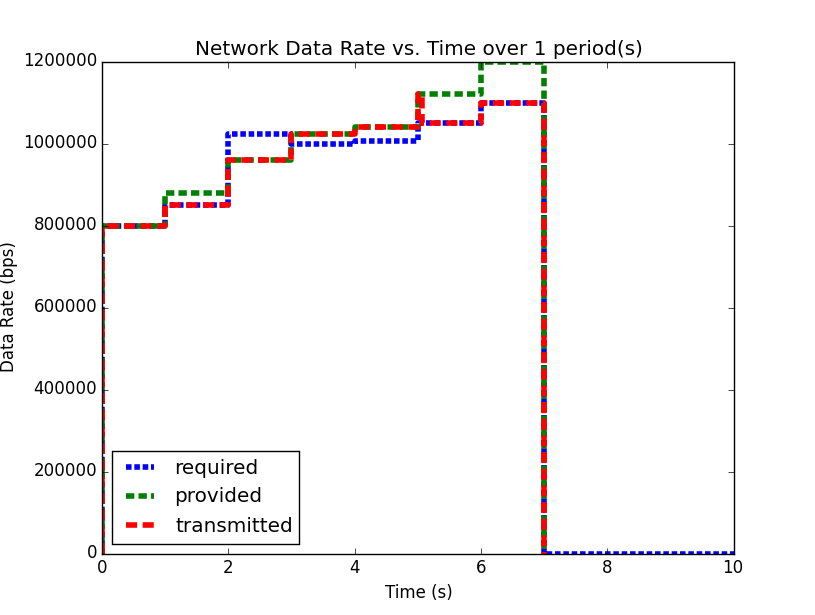 Network Data Rate vs. Time over 1 period(s)
1200000
1000000
800000
600000
400000
200000
0
Data Rate (bps)
required
provided
transmitted
0 2 4 6 8 10
Time (s)